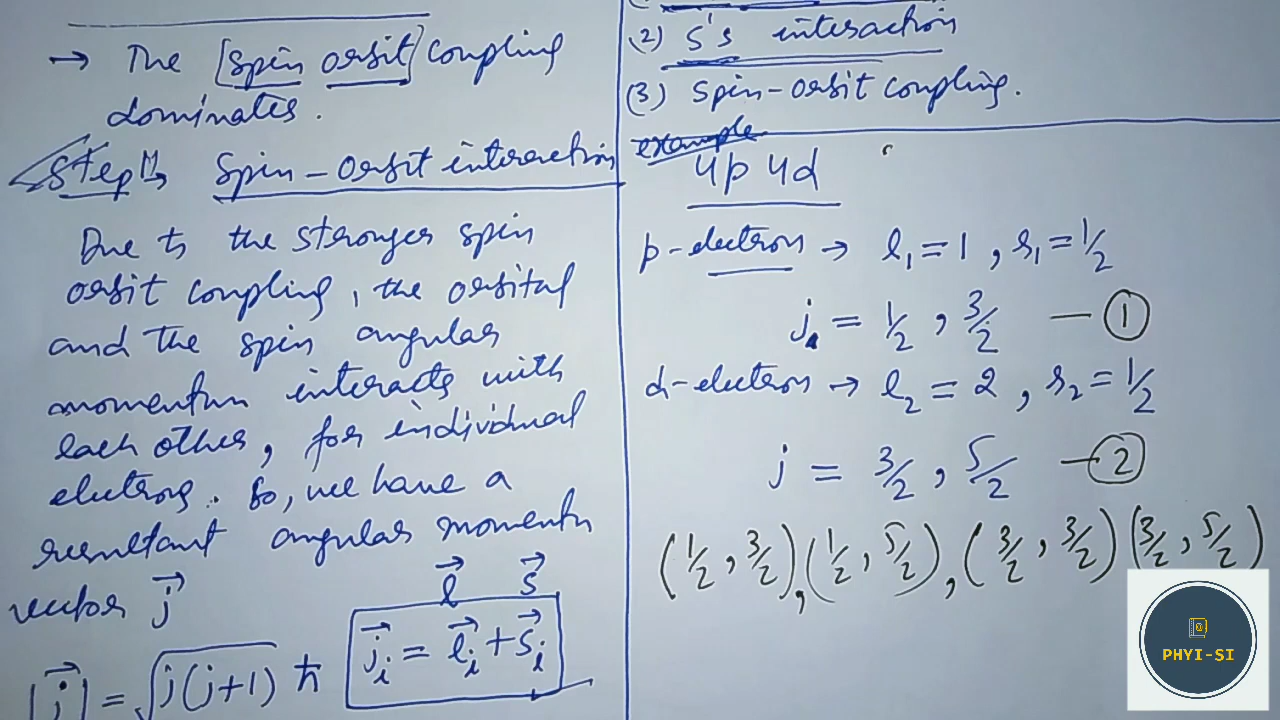 → The [spin orbit] coupling
dominates.
Step → Spin-orbit interaction
Due to the stronger spin
orbit coupling, the orbital
and the spin angular
momentum interacts with
each other, for individual
electrons. So, we have a
resultant angular momentum
vector j⃗
l⃗ s⃗
|j⃗| = √j(j+1) ħ j⃗ᵢ = l⃗ᵢ + s⃗ᵢ
(2) s's interaction
(3) Spin-orbit coupling.
example
4p 4d
p-electron → l₁ = 1, s₁ = 1/2
j = 1/2, 3/2 — ①
d-electron → l₂ = 2, s₂ = 1/2
j = 3/2, 5/2 — ②
(1/2, 3/2), (1/2, 5/2), (3/2, 3/2) (3/2, 5/2)
PHYI-SI